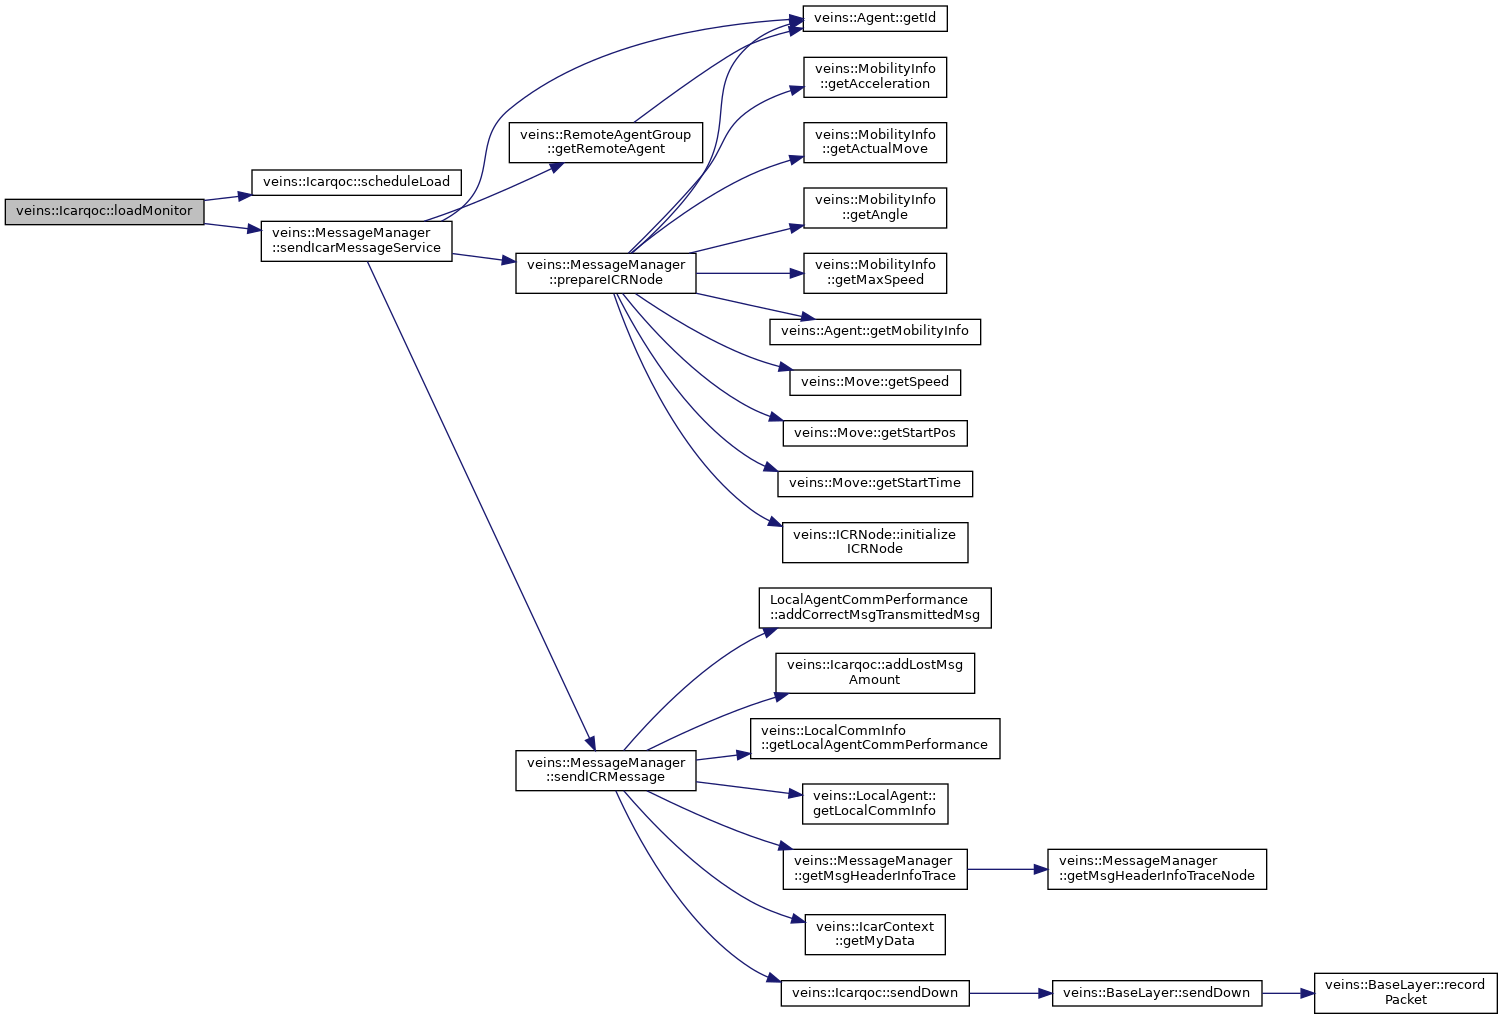 veins::Agent::getId
veins::MobilityInfo
::getAcceleration
veins::RemoteAgentGroup
::getRemoteAgent
veins::MobilityInfo
::getActualMove
veins::Icarqoc::scheduleLoad
veins::Icarqoc::loadMonitor
veins::MobilityInfo
::getAngle
veins::MessageManager
::sendIcarMessageService
veins::MessageManager
::prepareICRNode
veins::MobilityInfo
::getMaxSpeed
veins::Agent::getMobilityInfo
veins::Move::getSpeed
veins::Move::getStartPos
veins::Move::getStartTime
veins::ICRNode::initialize
ICRNode
LocalAgentCommPerformance
::addCorrectMsgTransmittedMsg
veins::Icarqoc::addLostMsg
Amount
veins::LocalCommInfo
::getLocalAgentCommPerformance
veins::MessageManager
::sendICRMessage
veins::LocalAgent::
getLocalCommInfo
veins::MessageManager
::getMsgHeaderInfoTrace
veins::MessageManager
::getMsgHeaderInfoTraceNode
veins::IcarContext
::getMyData
veins::Icarqoc::sendDown
veins::BaseLayer::sendDown
veins::BaseLayer::record
Packet